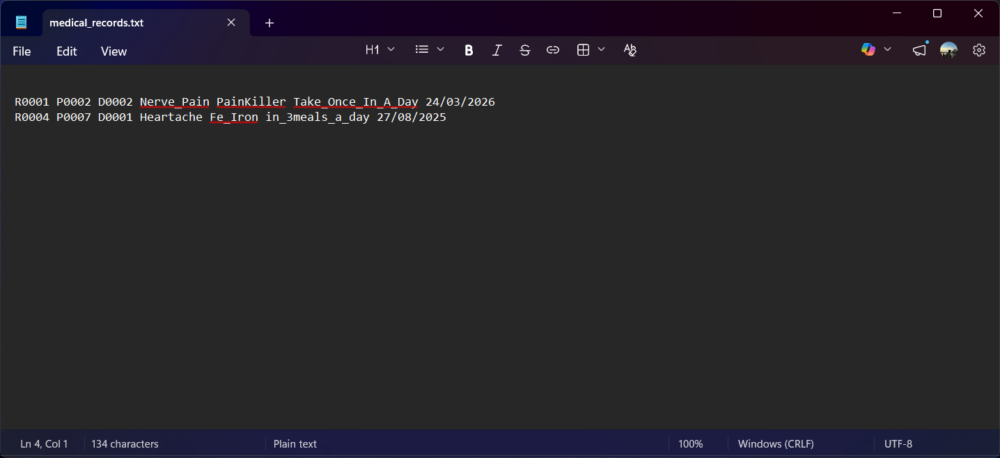 medical_records.txt
File Edit View H1 B I S
R0001 P0002 D0002 Nerve_Pain PainKiller Take_Once_In_A_Day 24/03/2026
R0004 P0007 D0001 Heartache Fe_Iron in_3meals_a_day 27/08/2025
Ln 4, Col 1 134 characters Plain text 100% Windows (CRLF) UTF-8